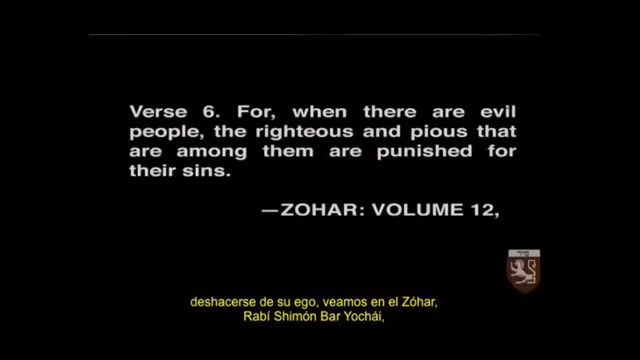 Verse 6. For, when there are evil
people, the righteous and pious that
are among them are punished for
their sins.
—ZOHAR: VOLUME 12,
deshacerse de su ego, veamos en el Zóhar,
Rabí Shimón Bar Yochái,